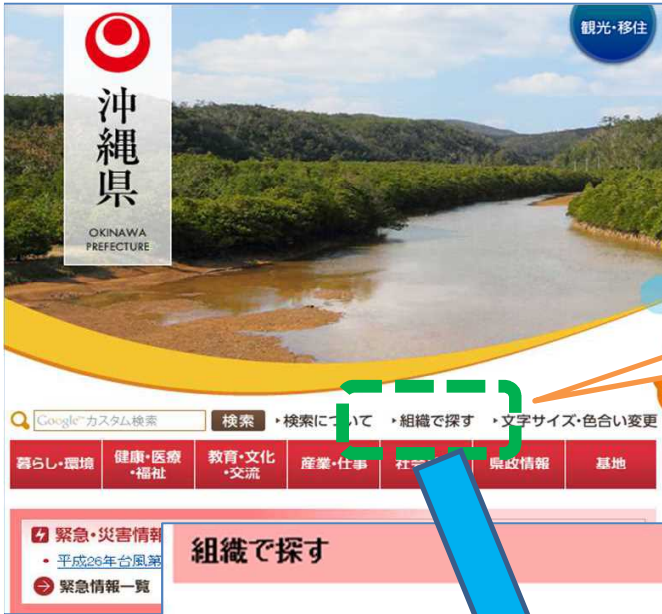 観光・移住
沖縄県
OKINAWA
PREFECTURE
Google™カスタム検索
検索
検索について
組織で探す
文字サイズ・色合い変更
暮らし・環境
健康・医療
・福祉
教育・文化
・交流
産業・仕事
県政情報
基地
緊急・災害情報
平成26年台風第
緊急情報一覧
組織で探す